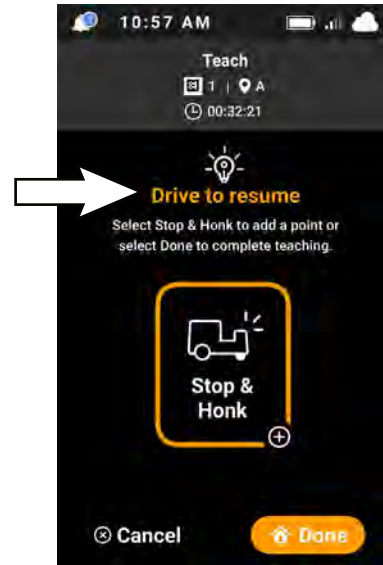 10:57 AM
Teach
1 | A
00:32:21
Drive to resume
Select Stop & Honk to add a point or
select Done to complete teaching.
Stop &
Honk
Cancel
Done